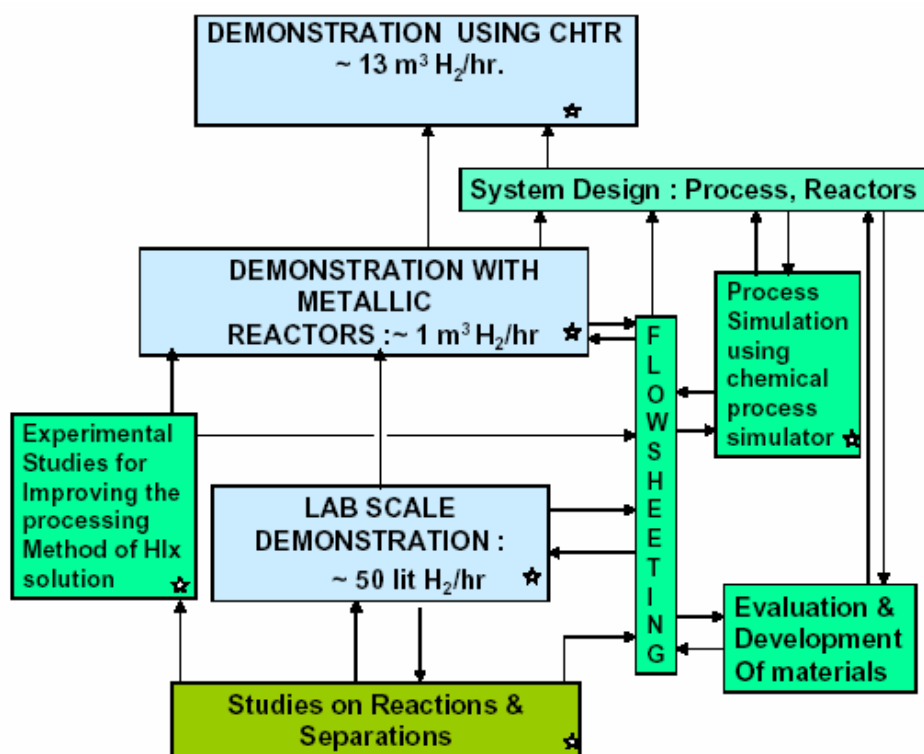 DEMONSTRATION USING CHTR
~ 13 m³ H₂/hr.
System Design : Process, Reactors
DEMONSTRATION WITH
METALLIC
REACTORS :~ 1 m³ H₂/hr
Process
Simulation
using
chemical
process
simulator
FLOWSHEETING
Experimental
Studies for
Improving the
processing
Method of HIx
solution
LAB SCALE
DEMONSTRATION :
~ 50 lit H₂/hr
Evaluation &
Development
Of materials
Studies on Reactions &
Separations